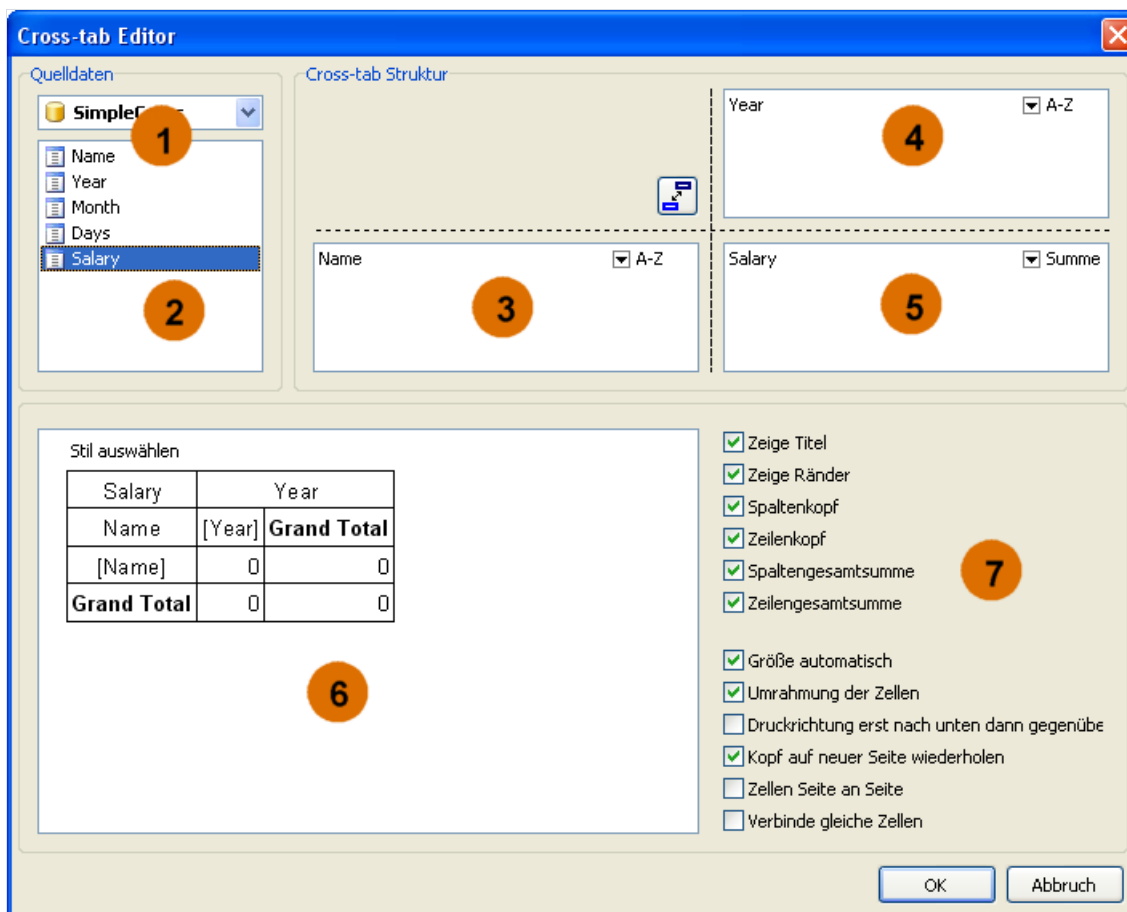 Cross-tab Editor
Quelldaten
Cross-tab Struktur
1
Name
Year
Month
Days
Salary
2
Year A-Z
4
Name A-Z
3
Salary Summe
5
Stil auswählen
Salary Year
Name [Year] Grand Total
[Name] 0 0
Grand Total 0 0
6
Zeige Titel
Zeige Ränder
Spaltenkopf
Zeilenkopf
Spaltengesamtsumme
Zeilengesamtsumme
7
Größe automatisch
Umrahmung der Zellen
Druckrichtung erst nach unten dann gegenübe
Kopf auf neuer Seite wiederholen
Zellen Seite an Seite
Verbinde gleiche Zellen
OK
Abbruch